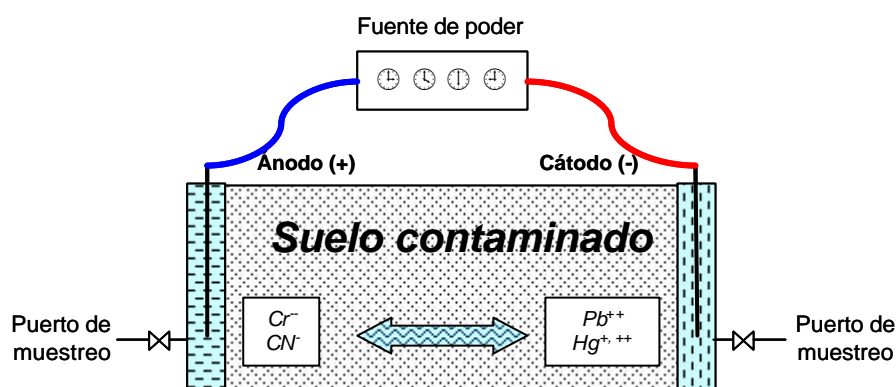 Fuente de poder
Ánodo (+)
Cátodo (-)
Suelo contaminado
Cr⁻⁻
CN⁻
Pb⁺⁺
Hg⁺, ⁺⁺
Puerto de
muestreo
Puerto de
muestreo